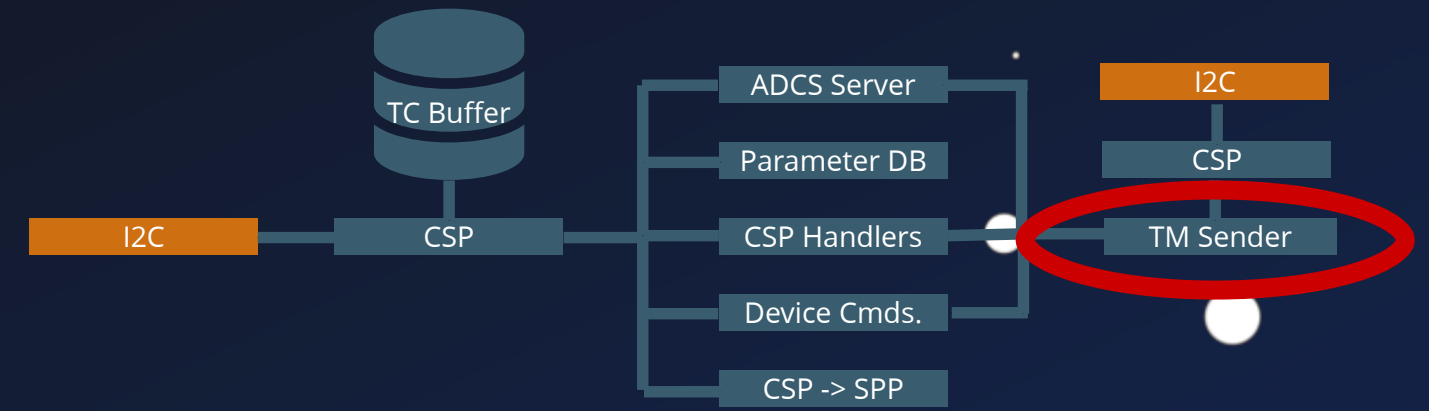 TC Buffer
I2C
CSP
ADCS Server
Parameter DB
CSP Handlers
Device Cmds.
CSP -> SPP
I2C
CSP
TM Sender